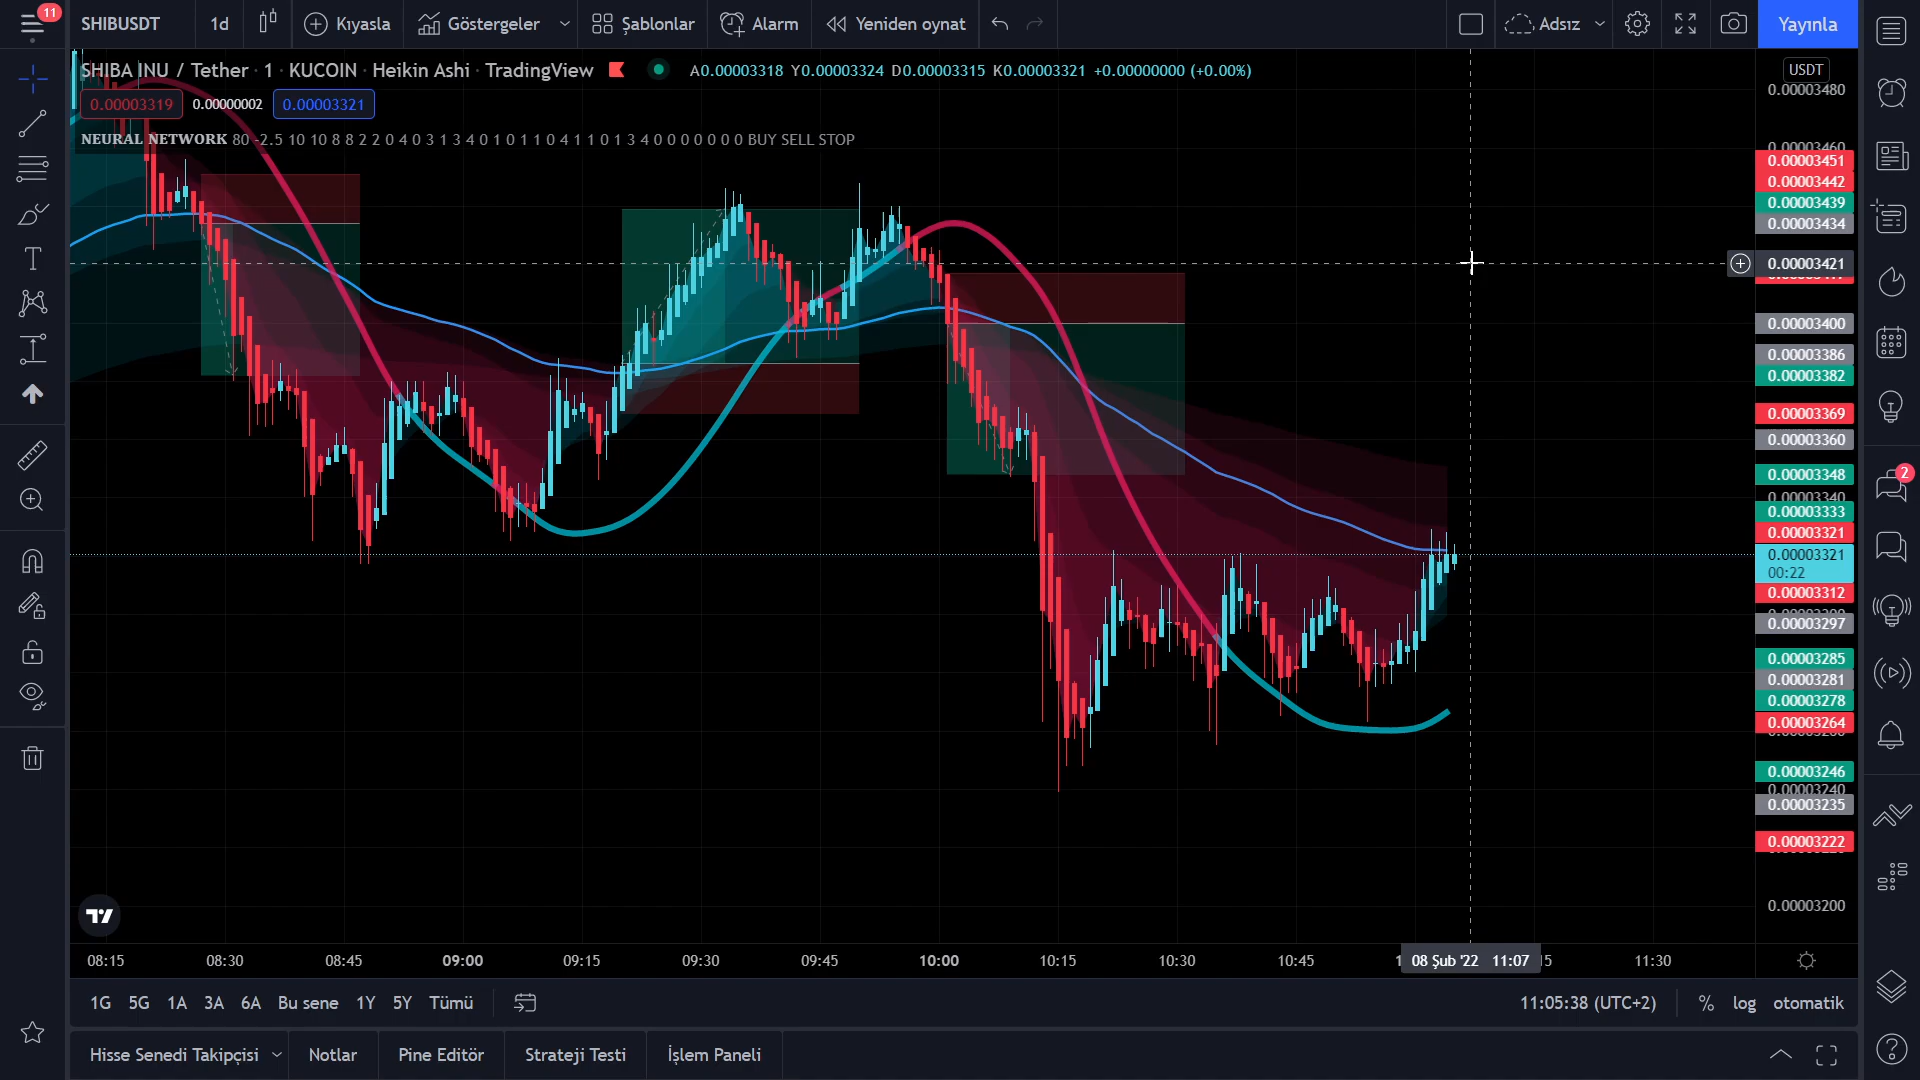 11
SHIBUSDT
1d
Kıyasla
Göstergeler
Şablonlar
Alarm
Yeniden oynat
Adsız
Yayınla
SHIBA INU / Tether · 1 · KUCOIN · Heikin Ashi · TradingView
A0.00003318 Y0.00003324 D0.00003315 K0.00003321 +0.00000000 (+0.00%)
0.00003319 0.00000002 0.00003321
NEURAL NETWORK 80 -2.5 10 10 8 8 2 2 0 4 0 3 1 3 4 0 1 0 1 1 0 4 1 1 0 1 3 4 0 0 0 0 0 0 0 BUY SELL STOP
USDT
0.00003480
0.00003460
0.00003451
0.00003442
0.00003439
0.00003434
0.00003421
0.00003400
0.00003386
0.00003382
0.00003369
0.00003360
0.00003348
0.00003340
0.00003333
0.00003321
0.00003321
00:22
0.00003312
0.00003297
0.00003285
0.00003281
0.00003278
0.00003264
0.00003246
0.00003240
0.00003235
0.00003222
0.00003200
2
08:15
08:30
08:45
09:00
09:15
09:30
09:45
10:00
10:15
10:30
10:45
08 Şub '22 11:07
11:30
1G
5G
1A
3A
6A
Bu sene
1Y
5Y
Tümü
11:05:38 (UTC+2)
%
log
otomatik
Hisse Senedi Takipçisi
Notlar
Pine Editör
Strateji Testi
İşlem Paneli